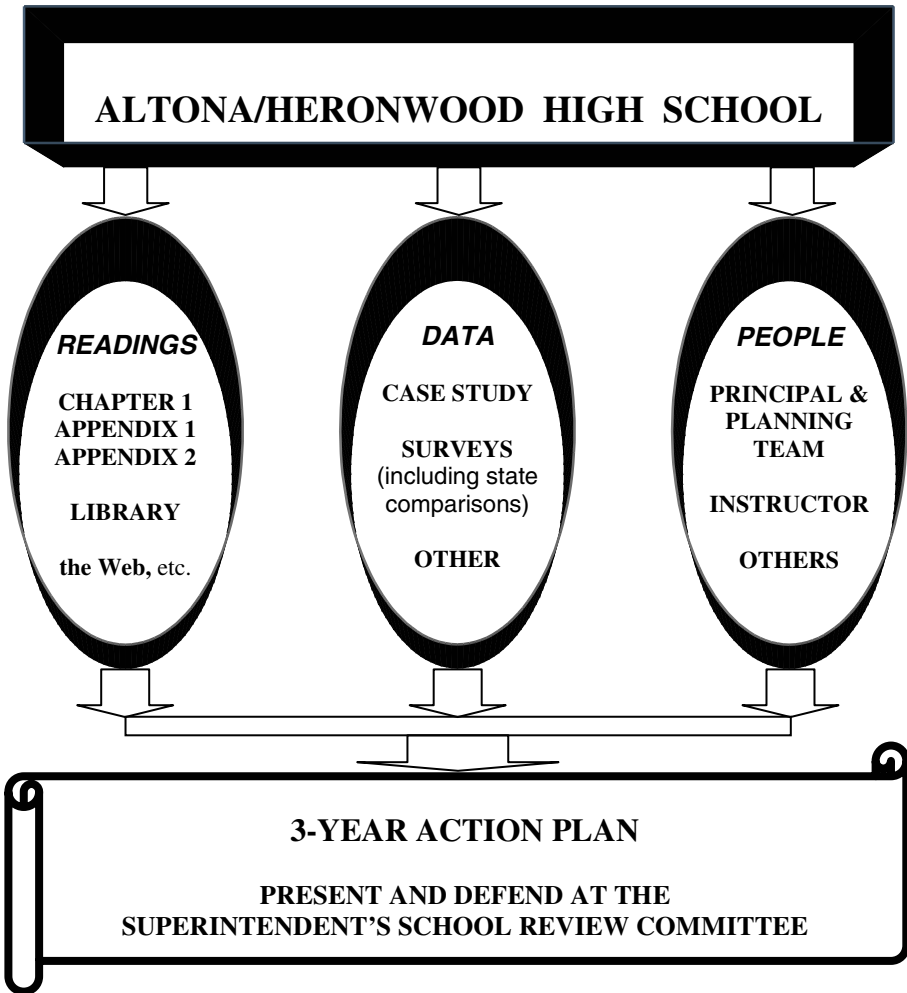 ALTONA/HERONWOOD HIGH SCHOOL
READINGS
CHAPTER 1
APPENDIX 1
APPENDIX 2
LIBRARY
the Web, etc.
DATA
CASE STUDY
SURVEYS
(including state
comparisons)
OTHER
PEOPLE
PRINCIPAL &
PLANNING
TEAM
INSTRUCTOR
OTHERS
3-YEAR ACTION PLAN
PRESENT AND DEFEND AT THE
SUPERINTENDENT’S SCHOOL REVIEW COMMITTEE